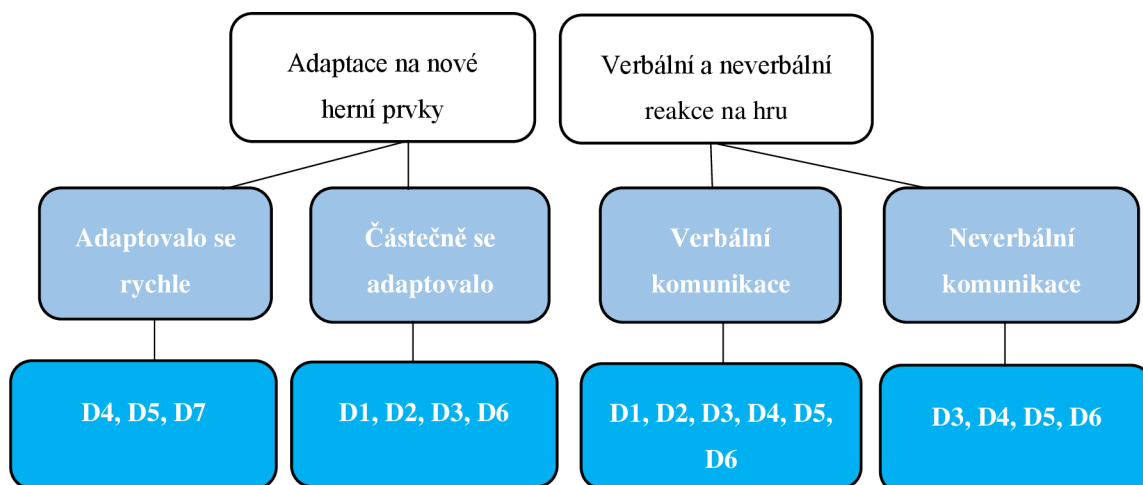 Adaptace na nové
herní prvky
Verbální a neverbální
reakce na hru
Adaptovalo se
rychle
Částečně se
adaptovalo
Verbální
komunikace
Neverbální
komunikace
D4, D5, D7
D1, D2, D3, D6
D1, D2, D3, D4, D5,
D6
D3, D4, D5, D6